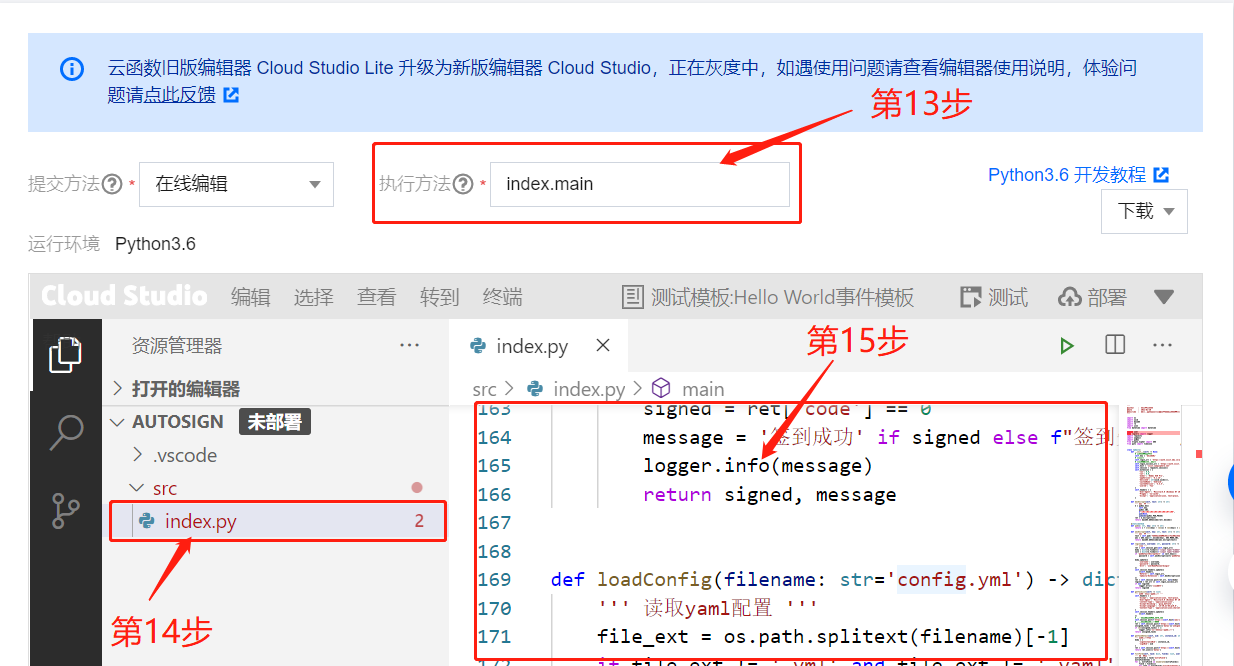 云函数旧版编辑器 Cloud Studio Lite 升级为新版编辑器 Cloud Studio，正在灰度中，如遇使用问题请查看编辑器使用说明，体验问
题请点此反馈
第13步
提交方法 * 在线编辑
执行方法 * index.main
Python3.6 开发教程
下载
运行环境 Python3.6
Cloud Studio 编辑 选择 查看 转到 终端 测试模板:Hello World事件模板 测试 部署
资源管理器 ···
index.py
第15步
打开的编辑器
src > index.py > main
AUTOSIGN 未部署
.vscode
src
index.py 2
第14步
163 signed = ret['code'] == 0
164 message = '签到成功' if signed else f"签到
165 logger.info(message)
166 return signed, message
167
168
169 def loadConfig(filename: str='config.yml') -> dict
170 ''' 读取yaml配置 '''
171 file_ext = os.path.splitext(filename)[-1]